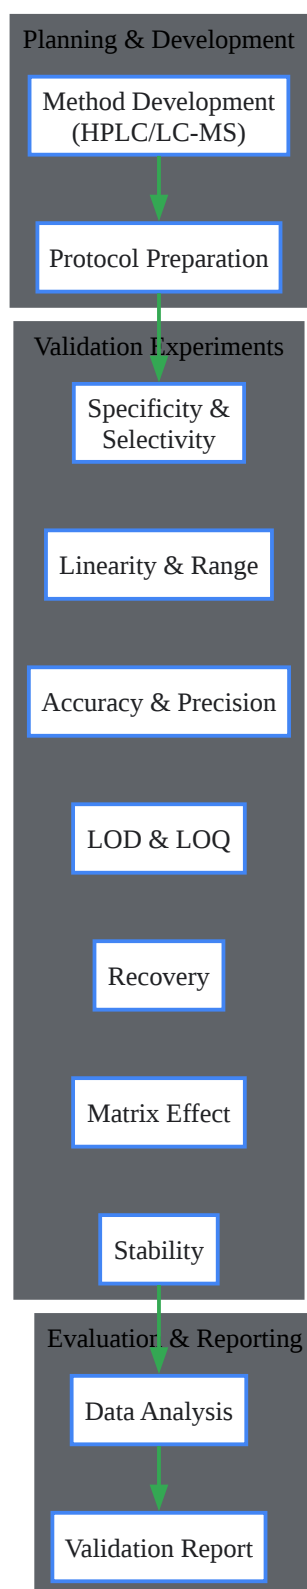 Planning & Development
Method Development
(HPLC/LC-MS)
Protocol Preparation
Validation Experiments
Specificity &
Selectivity
Linearity & Range
Accuracy & Precision
LOD & LOQ
Recovery
Matrix Effect
Stability
Evaluation & Reporting
Data Analysis
Validation Report